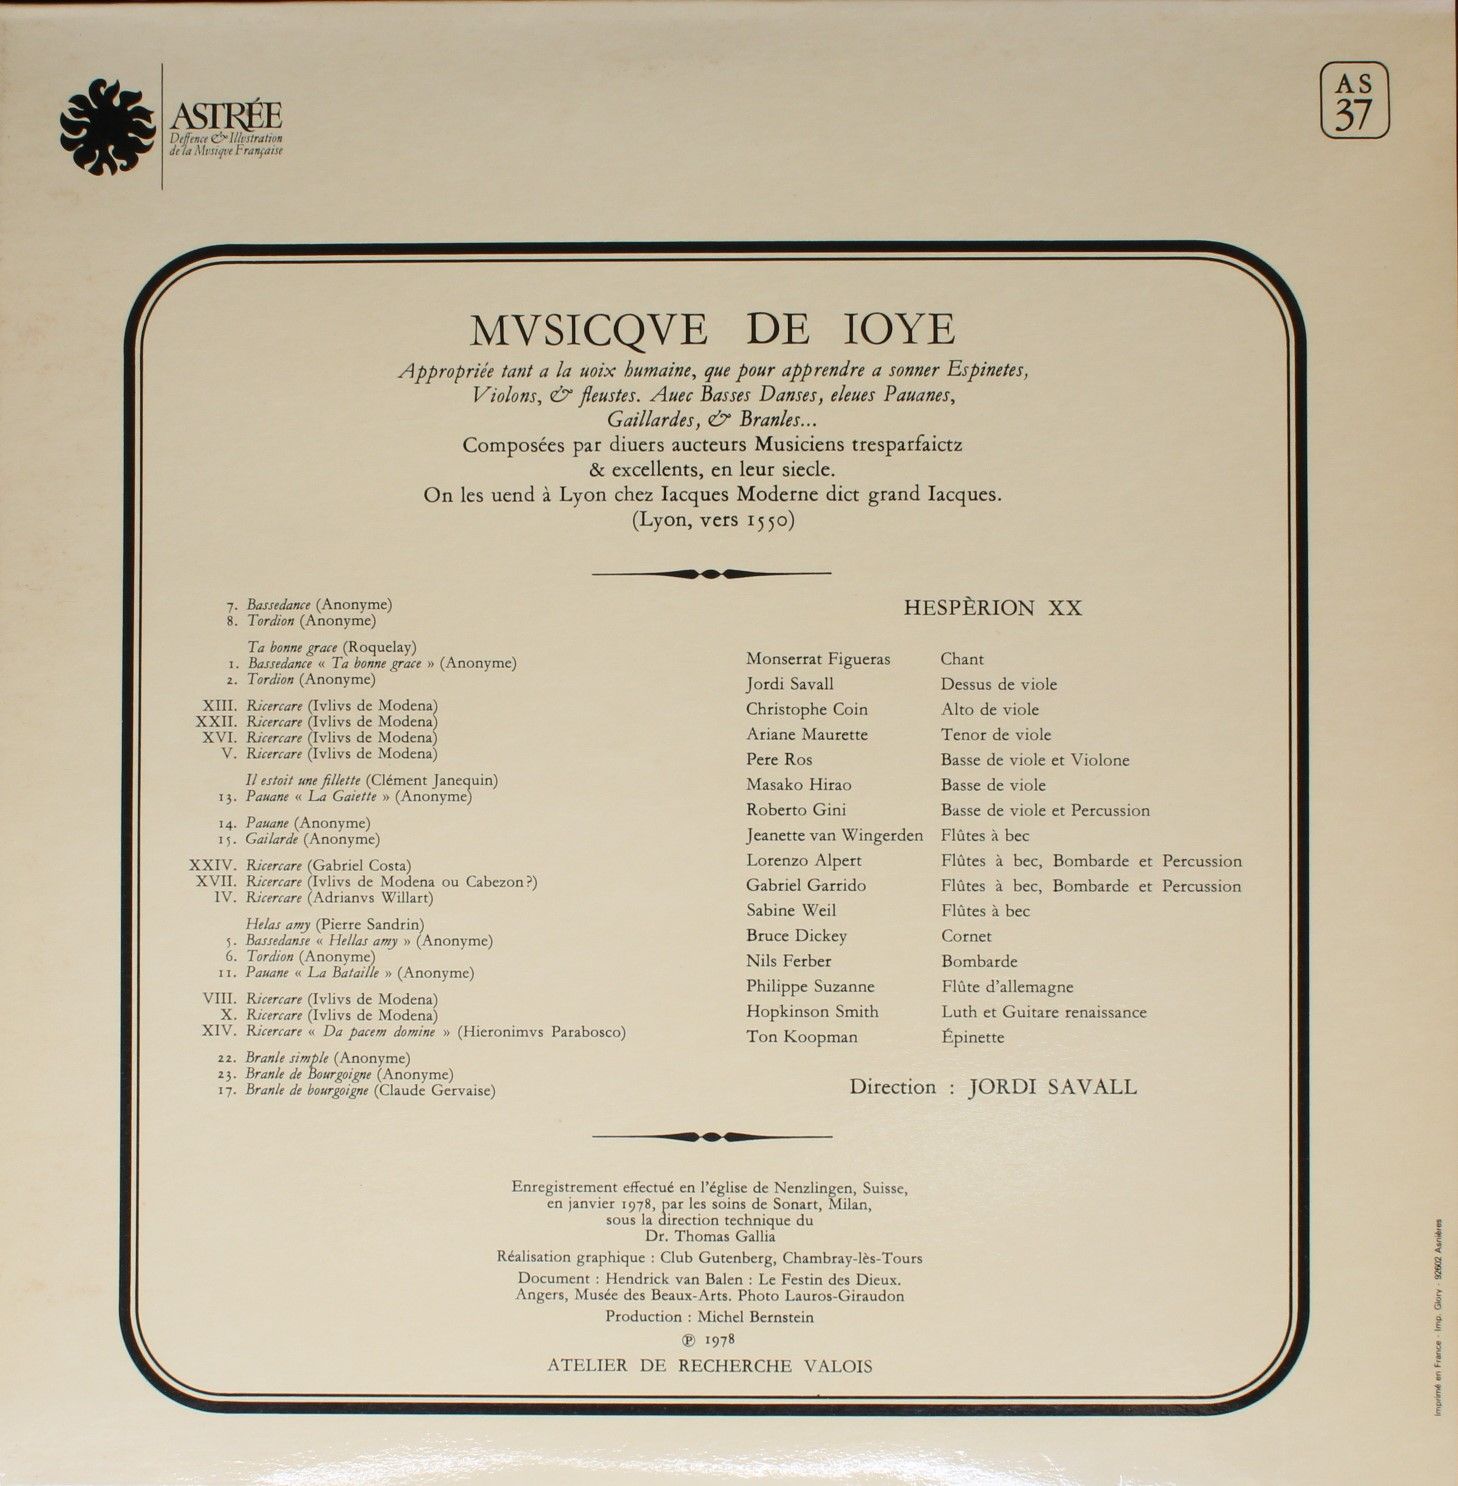 ASTRÉE
Deffence & Illvstration
de la Mvsiqve Française
AS
37
MVSICQVE DE IOYE
Appropriée tant a la uoix humaine, que pour apprendre a sonner Espinetes,
Violons, & fleustes. Auec Basses Danses, eleues Pauanes,
Gaillardes, & Branles...
Composées par diuers aucteurs Musiciens tresparfaictz
& excellents, en leur siecle.
On les uend à Lyon chez Iacques Moderne dict grand Iacques.
(Lyon, vers 1550)
7. Bassedance (Anonyme)
8. Tordion (Anonyme)
Ta bonne grace (Roquelay)
1. Bassedance « Ta bonne grace » (Anonyme)
2. Tordion (Anonyme)
XIII. Ricercare (Ivlivs de Modena)
XXII. Ricercare (Ivlivs de Modena)
XVI. Ricercare (Ivlivs de Modena)
V. Ricercare (Ivlivs de Modena)
Il estoit une fillette (Clément Janequin)
13. Pauane « La Gaiette » (Anonyme)
14. Pauane (Anonyme)
15. Gailarde (Anonyme)
XXIV. Ricercare (Gabriel Costa)
XVII. Ricercare (Ivlivs de Modena ou Cabezon?)
IV. Ricercare (Adrianvs Willart)
Helas amy (Pierre Sandrin)
5. Bassedanse « Hellas amy » (Anonyme)
6. Tordion (Anonyme)
11. Pauane « La Bataille » (Anonyme)
VIII. Ricercare (Ivlivs de Modena)
X. Ricercare (Ivlivs de Modena)
XIV. Ricercare « Da pacem domine » (Hieronimvs Parabosco)
22. Branle simple (Anonyme)
23. Branle de Bourgoigne (Anonyme)
17. Branle de bourgoigne (Claude Gervaise)
HESPÈRION XX
Monserrat Figueras Chant
Jordi Savall Dessus de viole
Christophe Coin Alto de viole
Ariane Maurette Tenor de viole
Pere Ros Basse de viole et Violone
Masako Hirao Basse de viole
Roberto Gini Basse de viole et Percussion
Jeanette van Wingerden Flûtes à bec
Lorenzo Alpert Flûtes à bec, Bombarde et Percussion
Gabriel Garrido Flûtes à bec, Bombarde et Percussion
Sabine Weil Flûtes à bec
Bruce Dickey Cornet
Nils Ferber Bombarde
Philippe Suzanne Flûte d'allemagne
Hopkinson Smith Luth et Guitare renaissance
Ton Koopman Épinette
Direction : JORDI SAVALL
Enregistrement effectué en l'église de Nenzlingen, Suisse,
en janvier 1978, par les soins de Sonart, Milan,
sous la direction technique du
Dr. Thomas Gallia
Réalisation graphique : Club Gutenberg, Chambray-lès-Tours
Document : Hendrick van Balen : Le Festin des Dieux.
Angers, Musée des Beaux-Arts. Photo Lauros-Giraudon
Production : Michel Bernstein
℗ 1978
ATELIER DE RECHERCHE VALOIS
Imprimé en France - Imp. Glory - 92602 Asnières